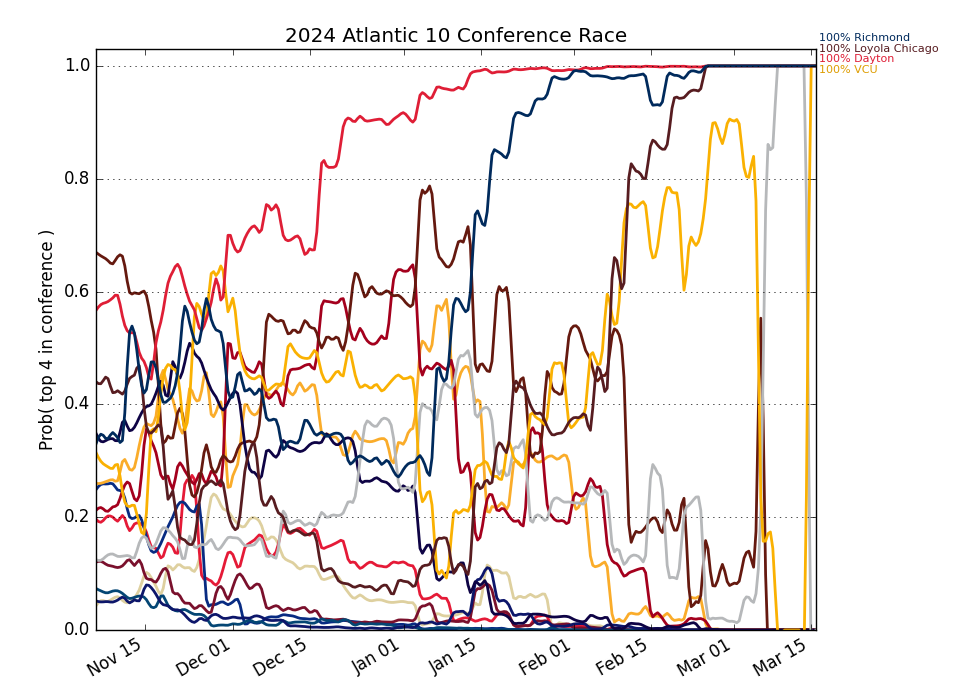 2024 Atlantic 10 Conference Race
100% Richmond
100% Loyola Chicago
100% Dayton
100% VCU
Prob( top 4 in conference )
1.0
0.8
0.6
0.4
0.2
0.0
Nov 15
Dec 01
Dec 15
Jan 01
Jan 15
Feb 01
Feb 15
Mar 01
Mar 15